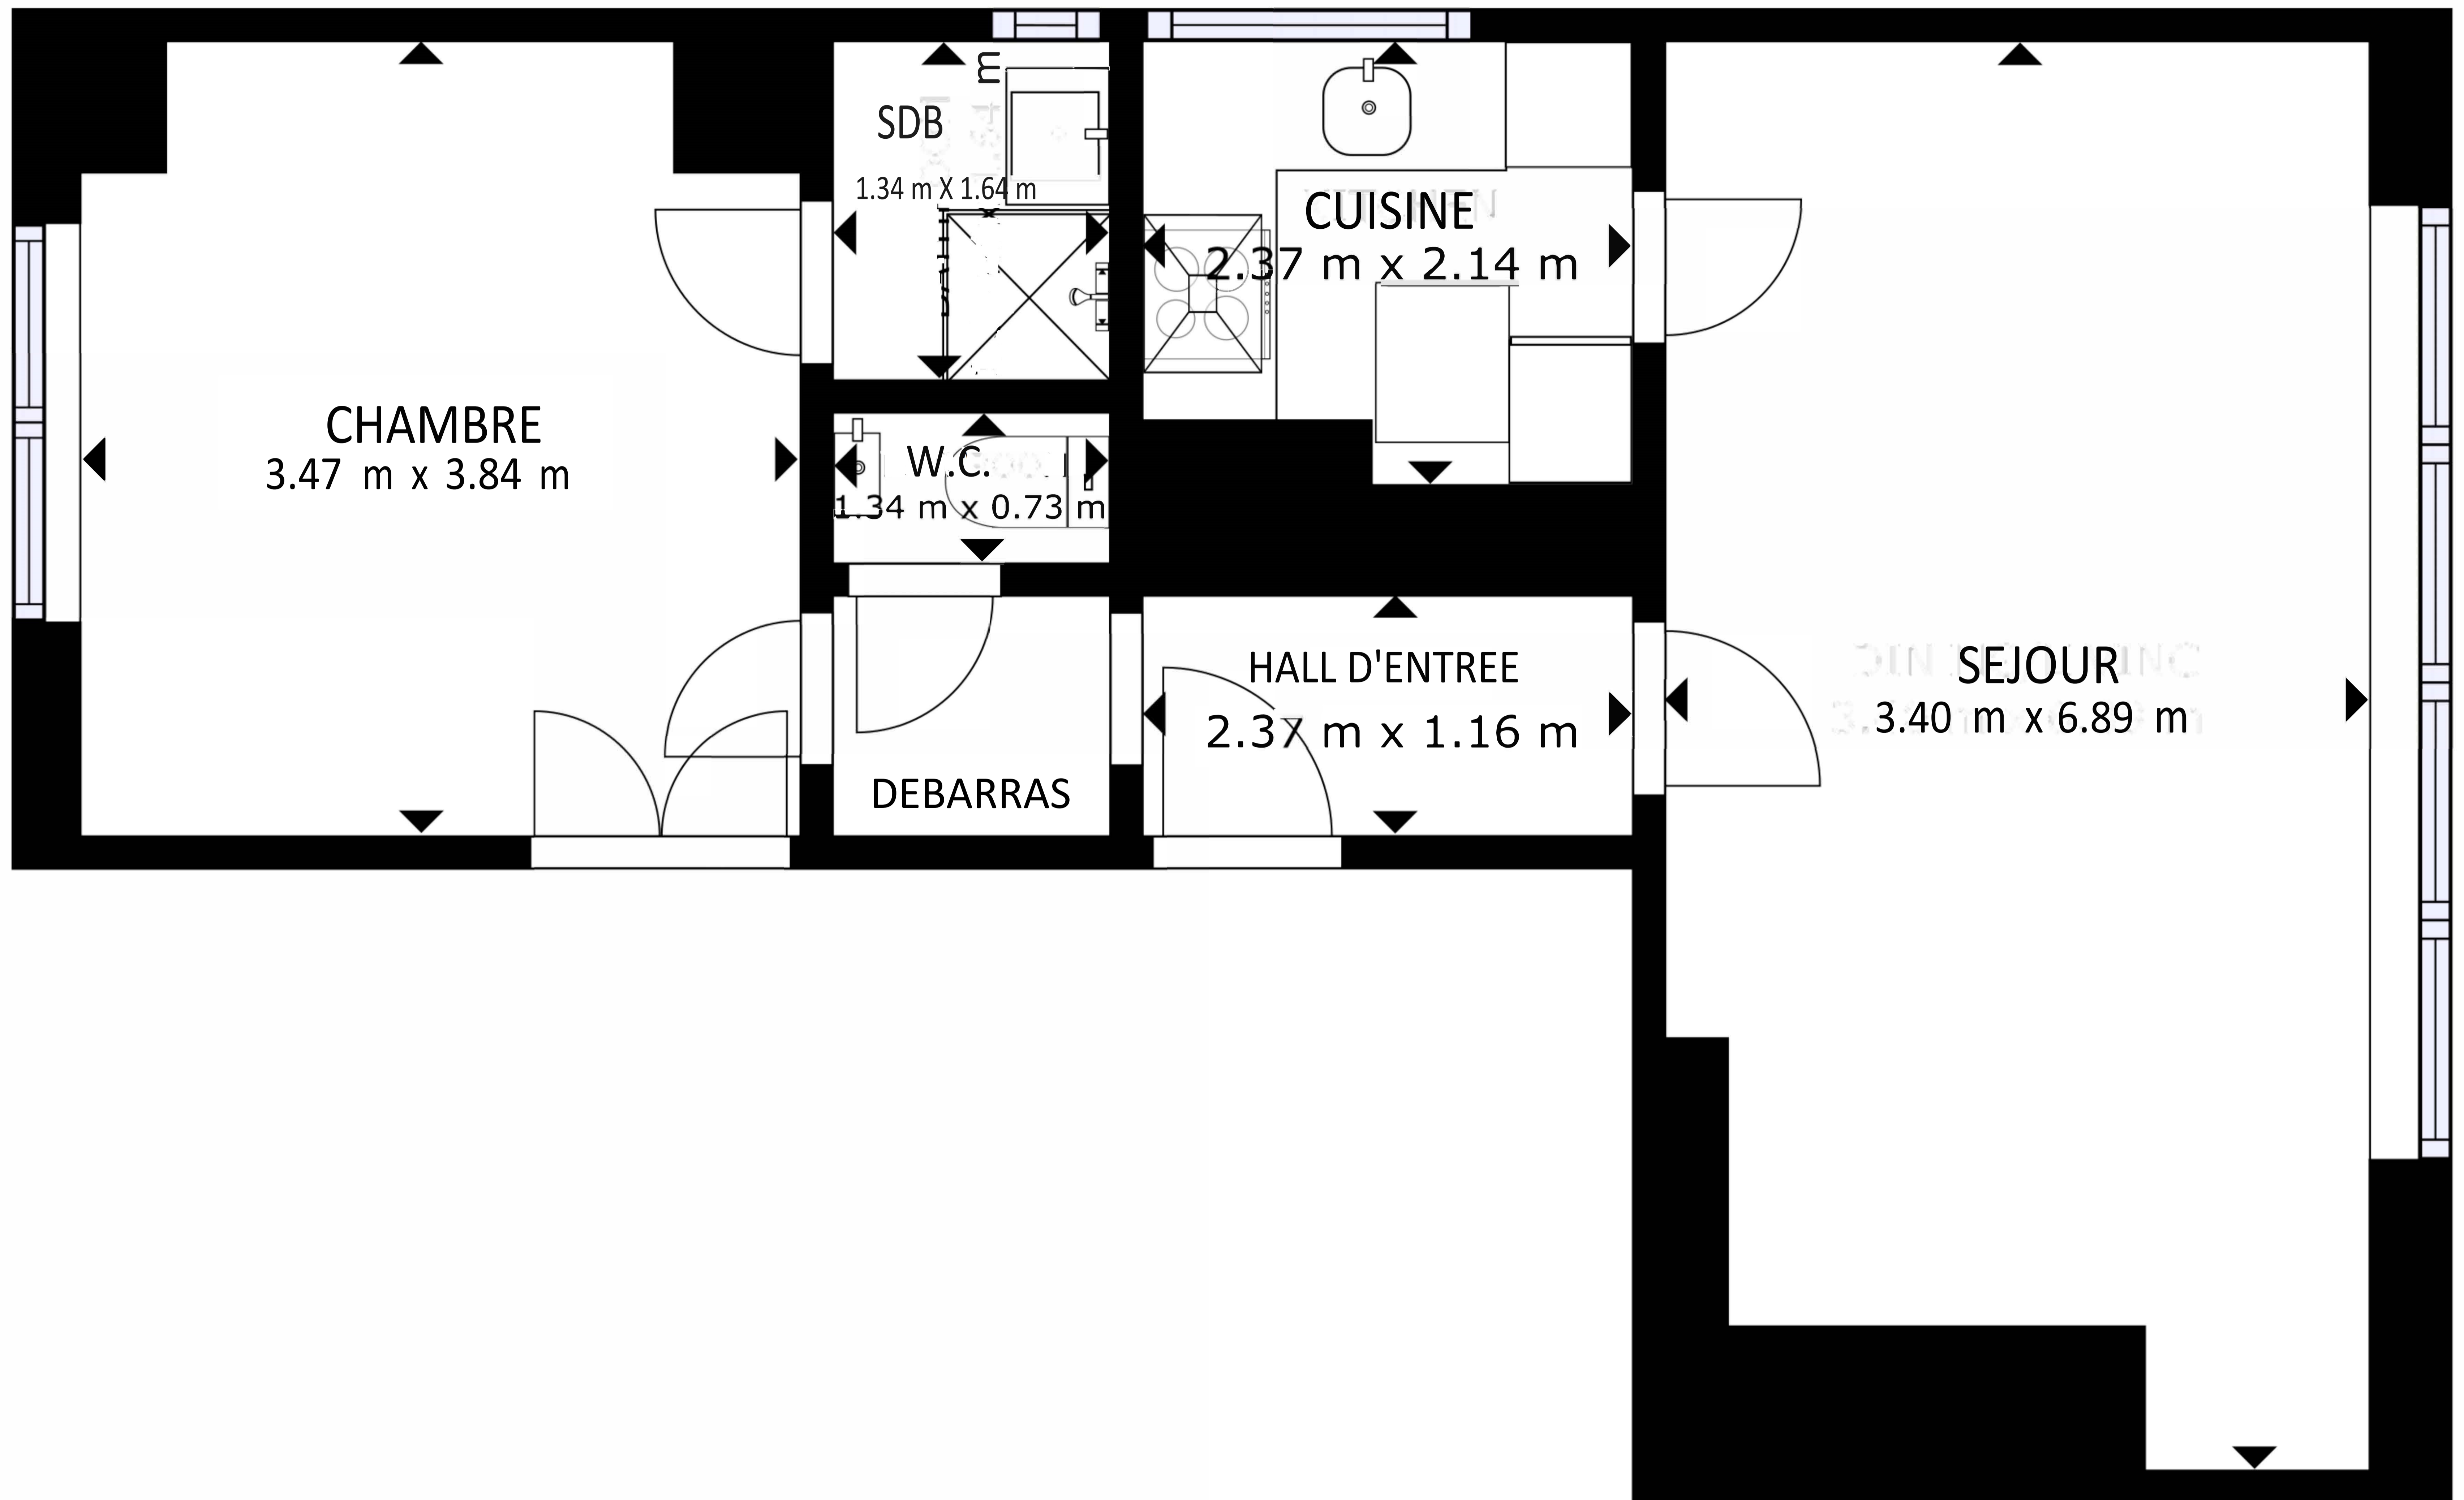 SDB
1.34 m X 1.64 m
m
x
CUISINE
2.37 m x 2.14 m
CHAMBRE
3.47 m x 3.84 m
W.C.
1.34 m x 0.73 m
HALL D'ENTREE
2.37 m x 1.16 m
SEJOUR
3.40 m x 6.89 m
DEBARRAS